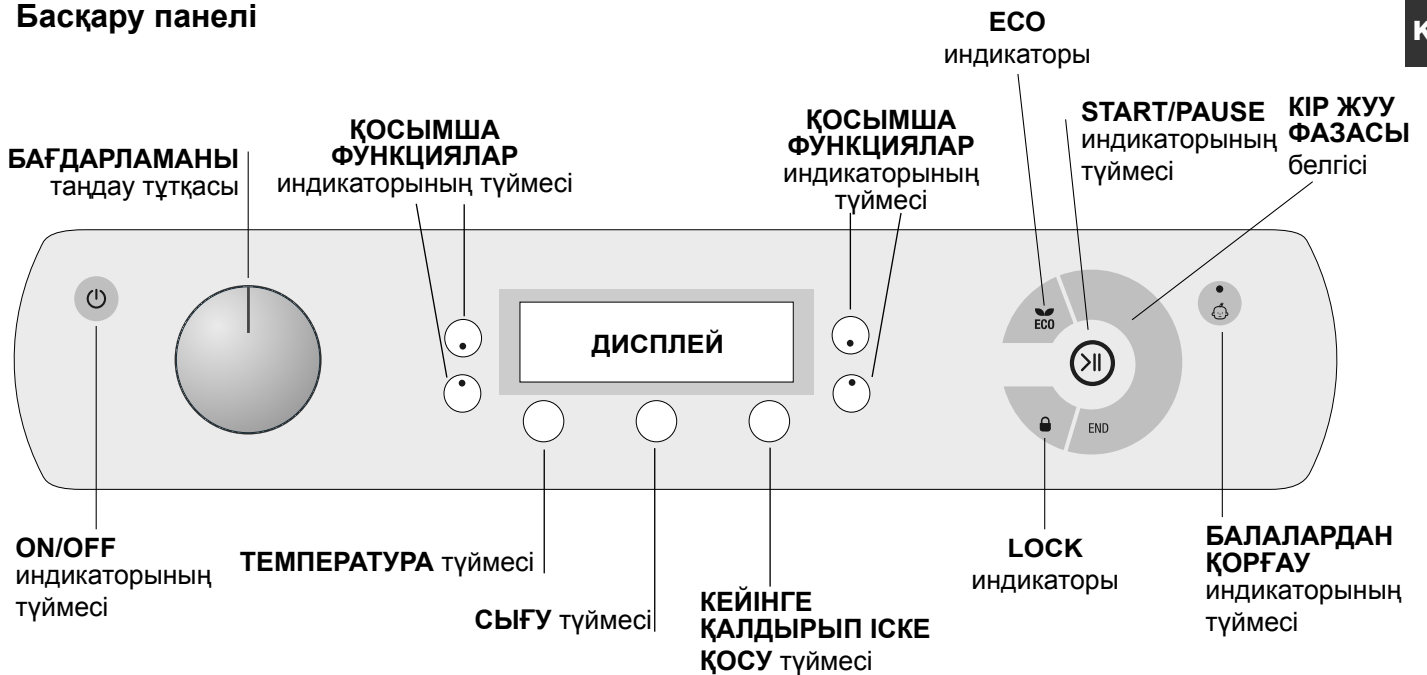 Басқару панелі
ECO
индикаторы
БАҒДАРЛАМАНЫ
таңдау тұтқасы
ҚОСЫМША
ФУНКЦИЯЛАР
индикаторының түймесі
ҚОСЫМША
ФУНКЦИЯЛАР
индикаторының
түймесі
START/PAUSE
индикаторының
түймесі
КІР ЖУУ
ФАЗАСЫ
белгісі
ДИСПЛЕЙ
ECO
END
ON/OFF
индикаторының
түймесі
ТЕМПЕРАТУРА түймесі
СЫҒУ түймесі
КЕЙІНГЕ
ҚАЛДЫРЫП ІСКЕ
ҚОСУ түймесі
LOCK
индикаторы
БАЛАЛАРДАН
ҚОРҒАУ
индикаторының
түймесі